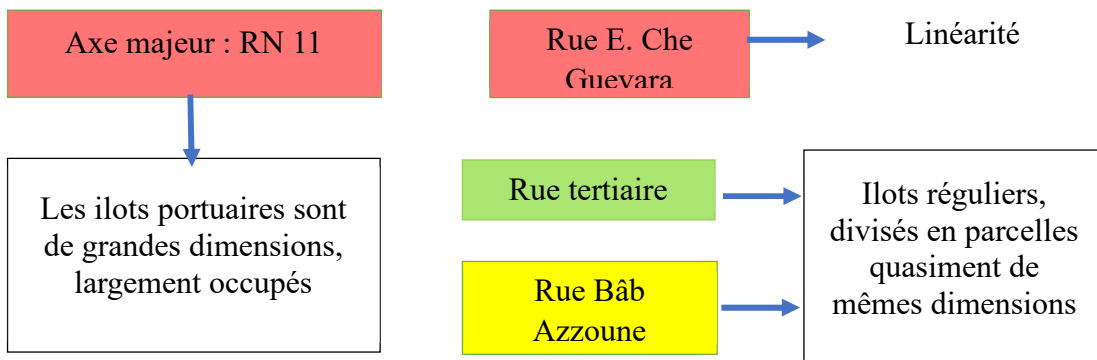 Axe majeur : RN 11
Rue E. Che
Guevara
Linéarité
Les ilots portuaires sont
de grandes dimensions,
largement occupés
Rue tertiaire
Rue Bâb
Azzoune
Ilots réguliers,
divisés en parcelles
quasiment de
mêmes dimensions